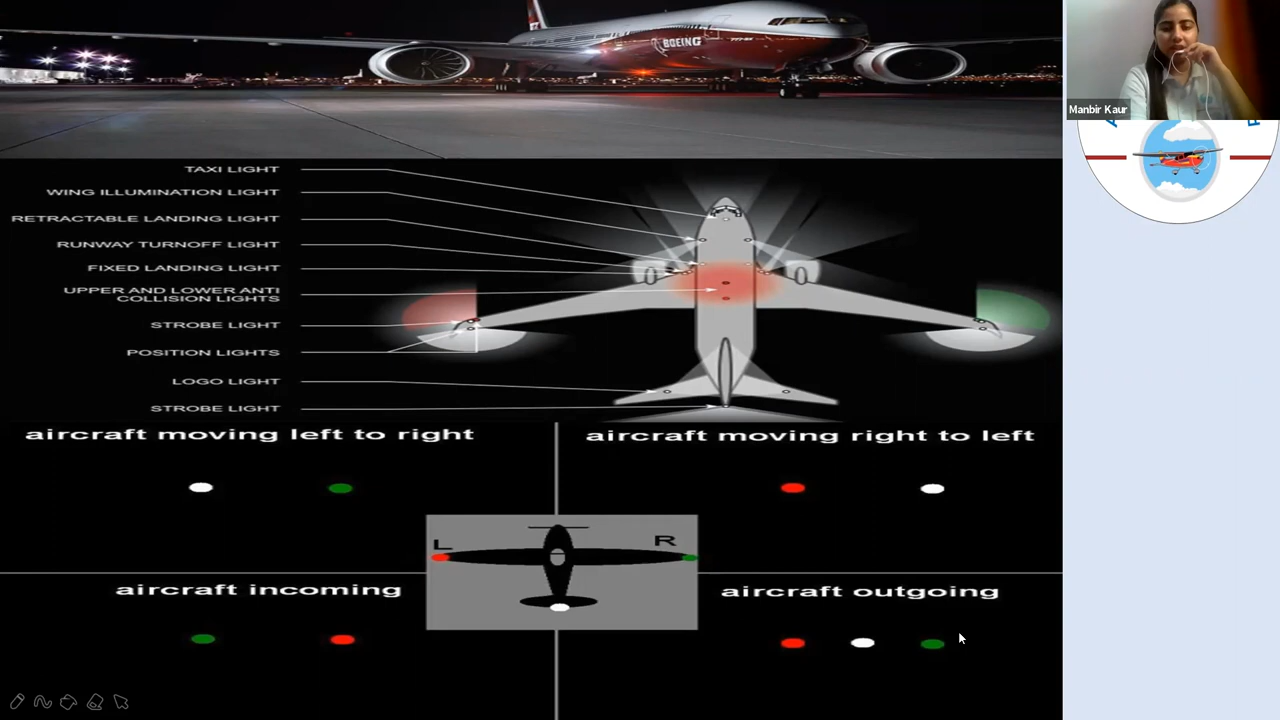 BOEING
Manbir Kaur
TAXI LIGHT
WING ILLUMINATION LIGHT
RETRACTABLE LANDING LIGHT
RUNWAY TURNOFF LIGHT
FIXED LANDING LIGHT
UPPER AND LOWER ANTI
COLLISION LIGHTS
STROBE LIGHT
POSITION LIGHTS
LOGO LIGHT
STROBE LIGHT
aircraft moving left to right
aircraft moving right to left
L
R
aircraft incoming
aircraft outgoing